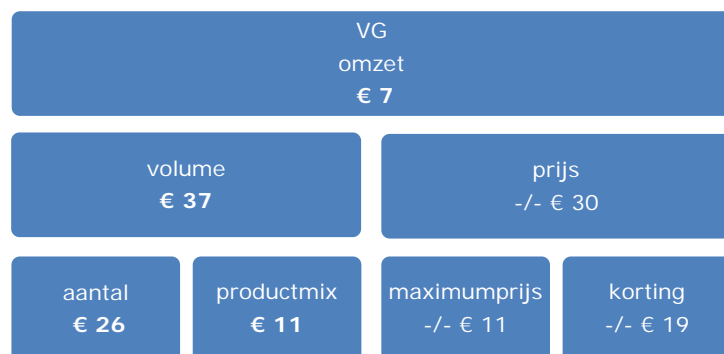 VG
omzet
€ 7
volume
€ 37
prijs
-/- € 30
aantal
€ 26
productmix
€ 11
maximumprijs
-/- € 11
korting
-/- € 19